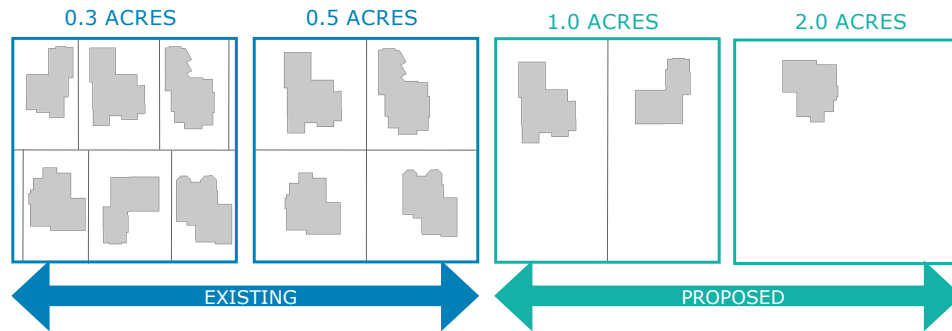 0.3 ACRES
0.5 ACRES
1.0 ACRES
2.0 ACRES
EXISTING
PROPOSED